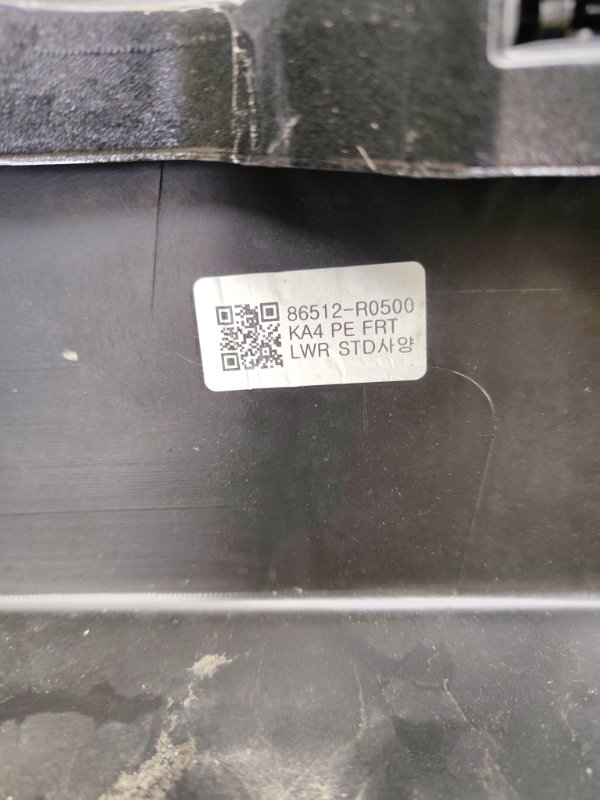 86512-R0500
KA4 PE FRT
LWR STD사양